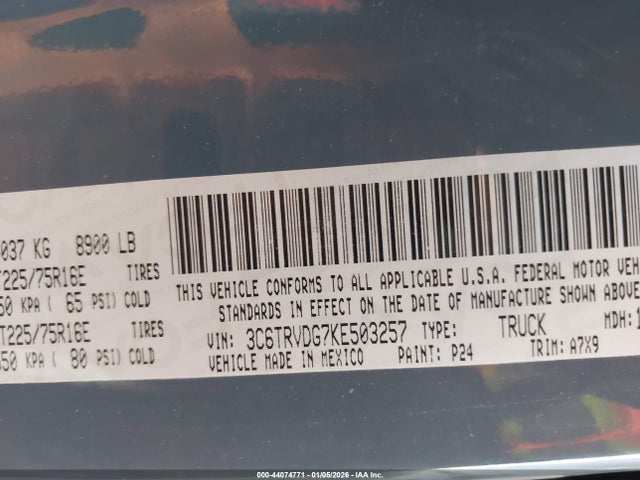 037 KG 8900 LB
225/75R16E TIRES
50 KPA ( 65 PSI) COLD
T225/75R16E TIRES
50 KPA ( 80 PSI) COLD
THIS VEHICLE CONFORMS TO ALL APPLICABLE U.S.A. FEDERAL MOTOR VEHIC
STANDARDS IN EFFECT ON THE DATE OF MANUFACTURE SHOWN ABOVE
VIN: 3C6TRVDG7KE503257 TYPE: TRUCK MDH: 1
VEHICLE MADE IN MEXICO PAINT: P24 TRIM: A7X9
000-44074771 - 01/05/2026 - IAA Inc.